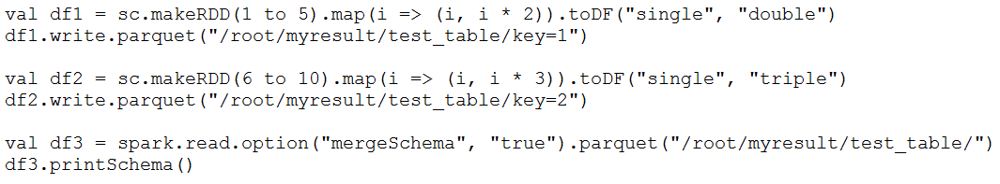 val df1 = sc.makeRDD(1 to 5).map(i => (i, i * 2)).toDF("single", "double")
df1.write.parquet("/root/myresult/test_table/key=1")
val df2 = sc.makeRDD(6 to 10).map(i => (i, i * 3)).toDF("single", "triple")
df2.write.parquet("/root/myresult/test_table/key=2")
val df3 = spark.read.option("mergeSchema", "true").parquet("/root/myresult/test_table/")
df3.printSchema()